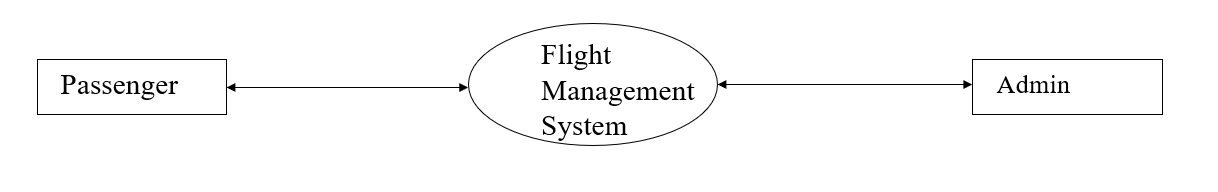 Passenger
Flight
Management
System
Admin